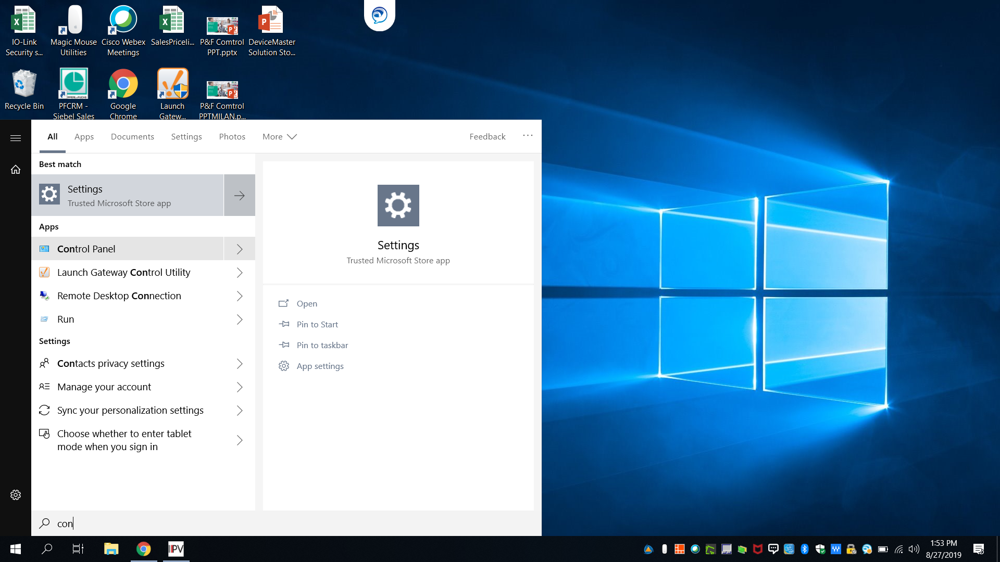 IO-Link
Security s...
Magic Mouse
Utilities
Cisco Webex
Meetings
SalesPriceli...
P&F Comtrol
PPT.pptx
DeviceMaster
Solution Sto...
Recycle Bin
PFCRM -
Siebel Sales
Google
Chrome
Launch
Gatew...
P&F Comtrol
PPTMILAN.p...
All
Apps
Documents
Settings
Photos
More
Feedback
...
Best match
Settings
Trusted Microsoft Store app
Apps
Control Panel
Launch Gateway Control Utility
Remote Desktop Connection
Run
Settings
Contacts privacy settings
Manage your account
Sync your personalization settings
Choose whether to enter tablet
mode when you sign in
Settings
Trusted Microsoft Store app
Open
Pin to Start
Pin to taskbar
App settings
con
PV
1:53 PM
8/27/2019